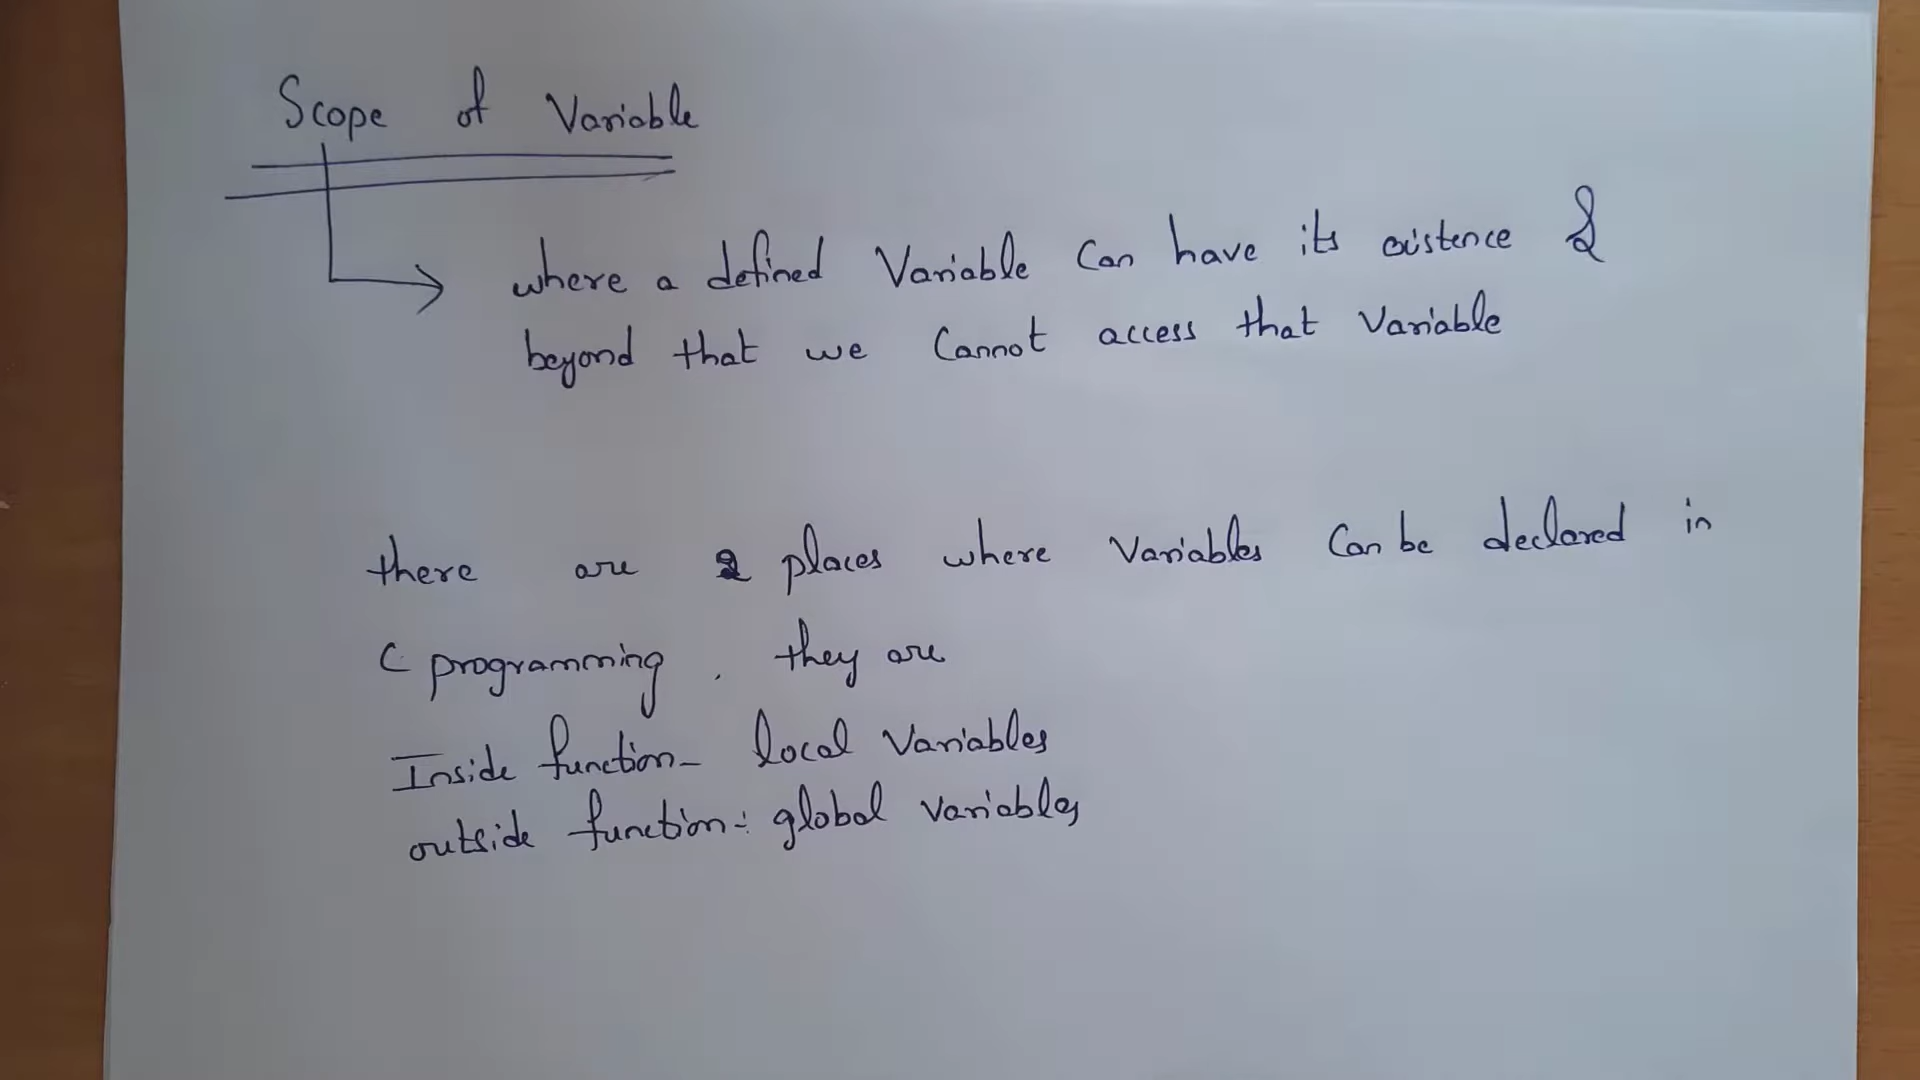 Scope of Variable
where a defined Variable Can have its existence &
beyond that we Cannot access that Variable
there are 2 places where Variables Can be declared in
C programming. they are
Inside function- local Variables
outside function-: global variables